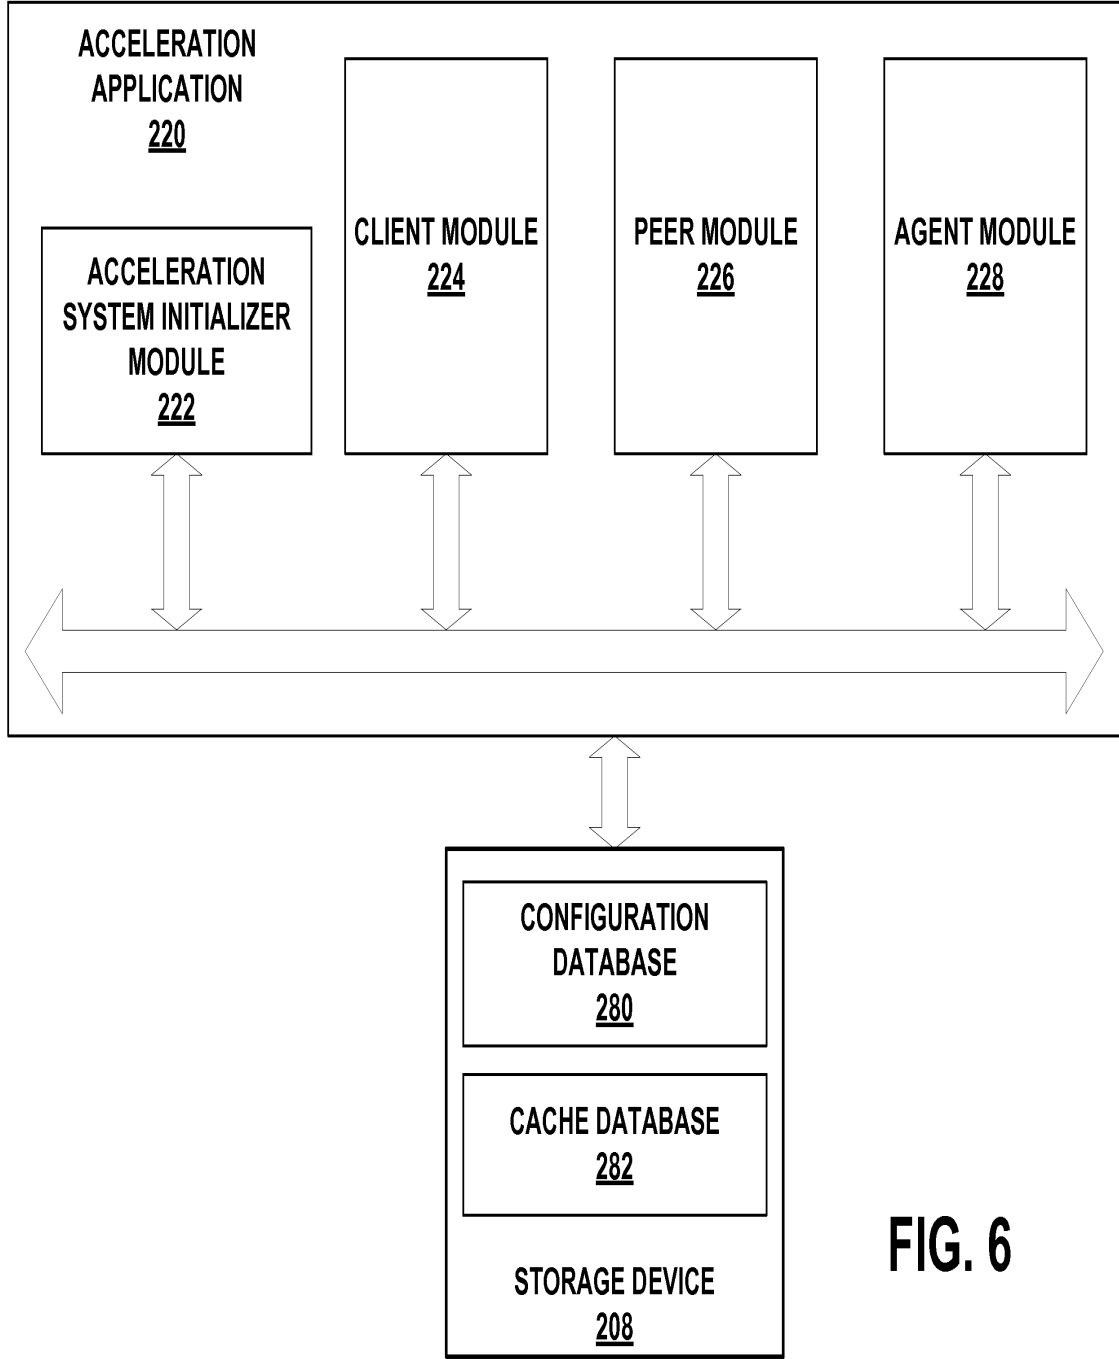 ACCELERATION
APPLICATION
220
ACCELERATION
SYSTEM INITIALIZER
MODULE
222
CLIENT MODULE
224
PEER MODULE
226
AGENT MODULE
228
CONFIGURATION
DATABASE
280
CACHE DATABASE
282
STORAGE DEVICE
208
FIG. 6